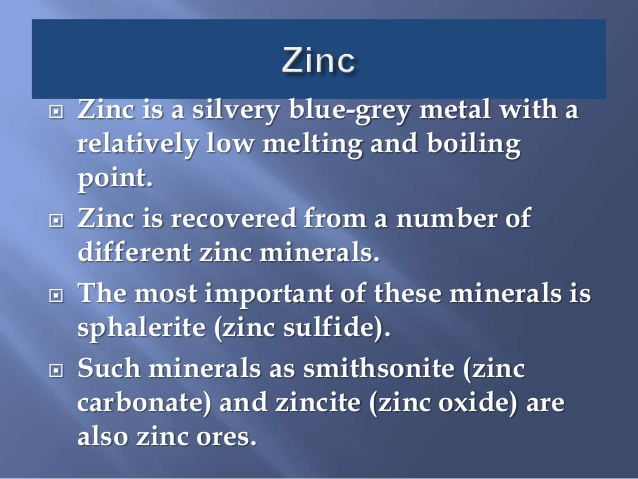 Zinc
Zinc is a silvery blue-grey metal with a
relatively low melting and boiling
point.
Zinc is recovered from a number of
different zinc minerals.
The most important of these minerals is
sphalerite (zinc sulfide).
Such minerals as smithsonite (zinc
carbonate) and zincite (zinc oxide) are
also zinc ores.